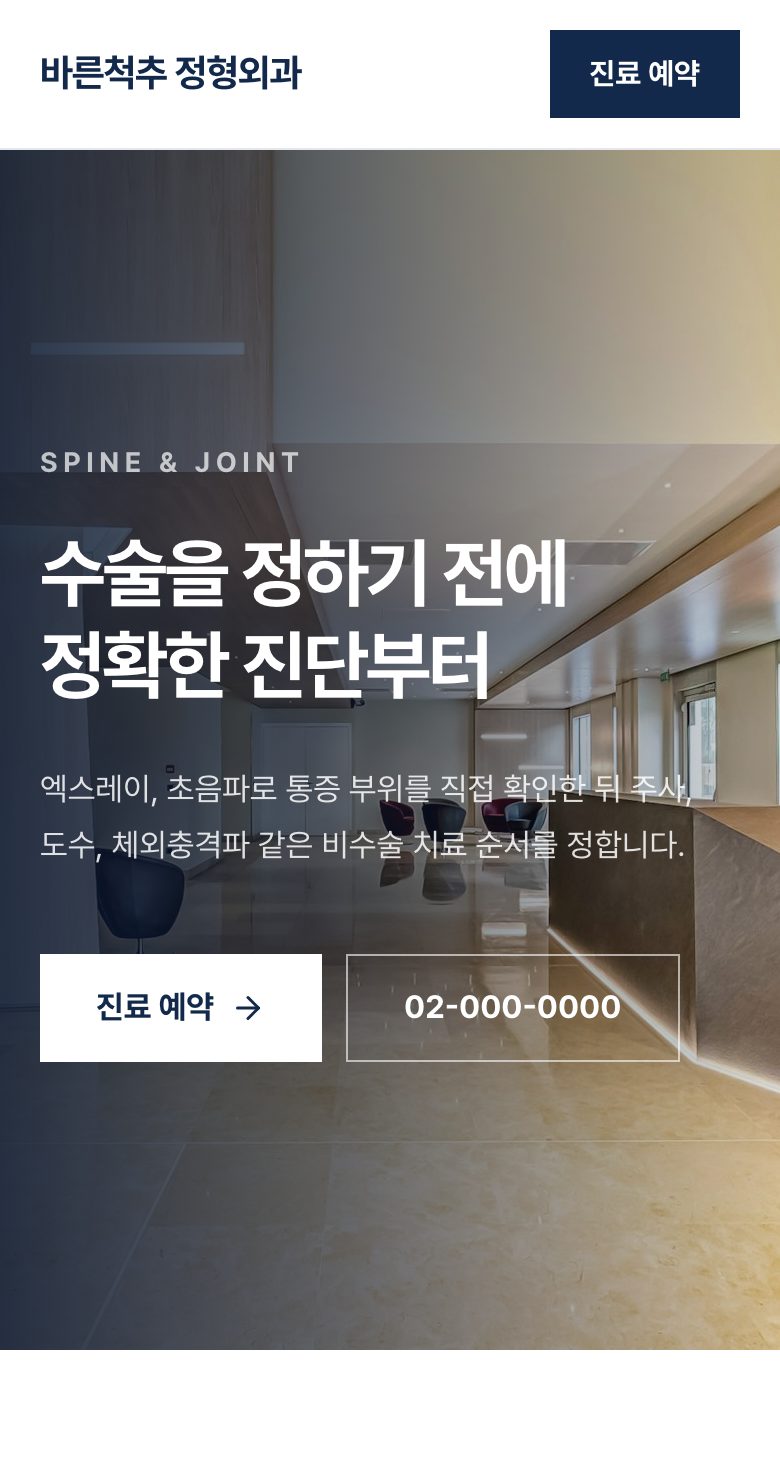 바른척추 정형외과
진료 예약
SPINE & JOINT
수술을 정하기 전에
정확한 진단부터
엑스레이, 초음파로 통증 부위를 직접 확인한 뒤 주사,
도수, 체외충격파 같은 비수술 치료 순서를 정합니다.
진료 예약 →
02-000-0000